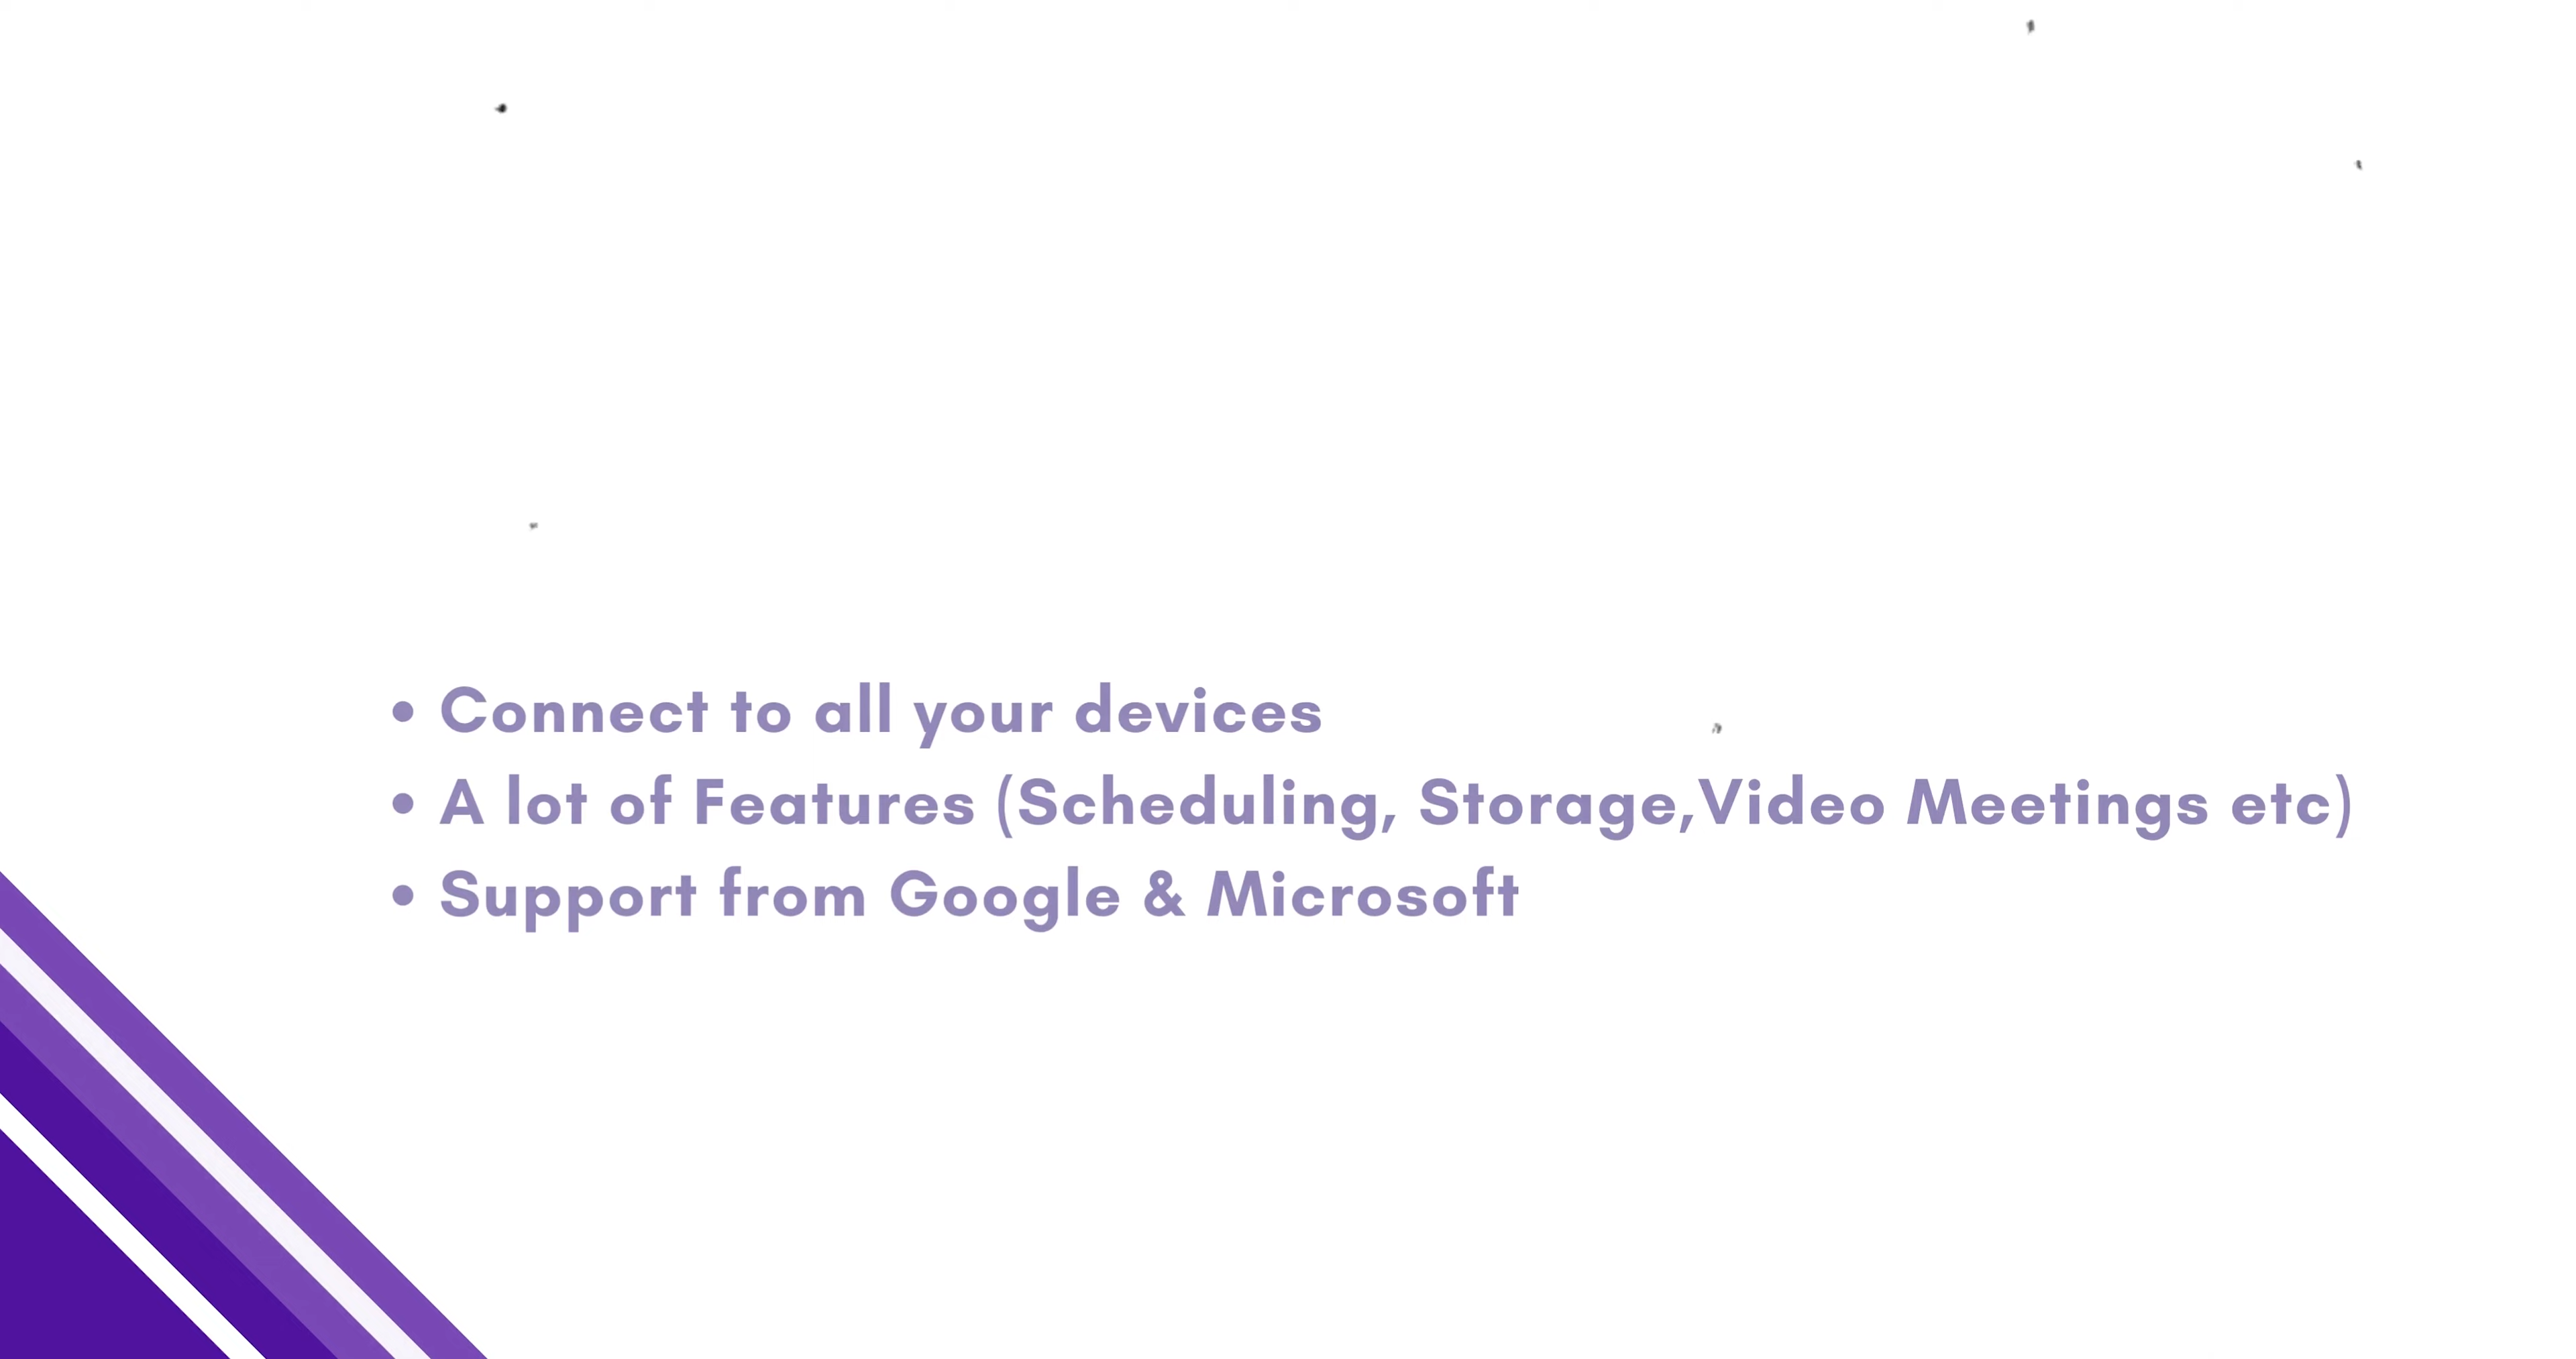 • Connect to all your devices
• A lot of Features (Scheduling, Storage,Video Meetings etc)
• Support from Google & Microsoft